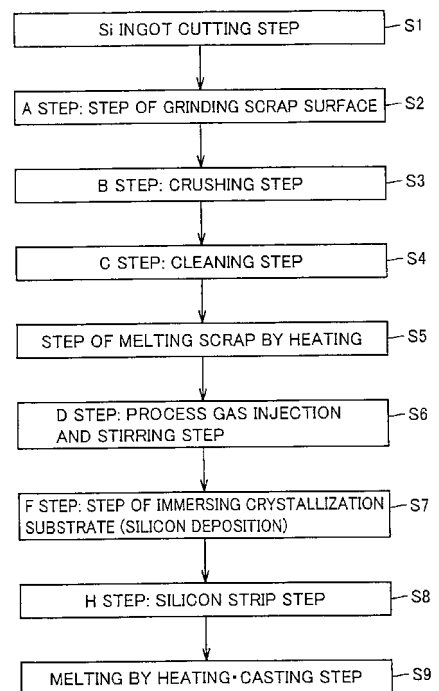 Si INGOT CUTTING STEP S1
A STEP: STEP OF GRINDING SCRAP SURFACE S2
B STEP: CRUSHING STEP S3
C STEP: CLEANING STEP S4
STEP OF MELTING SCRAP BY HEATING S5
D STEP: PROCESS GAS INJECTION
AND STIRRING STEP S6
F STEP: STEP OF IMMERSING CRYSTALLIZATION
SUBSTRATE (SILICON DEPOSITION) S7
H STEP: SILICON STRIP STEP S8
MELTING BY HEATING・CASTING STEP S9